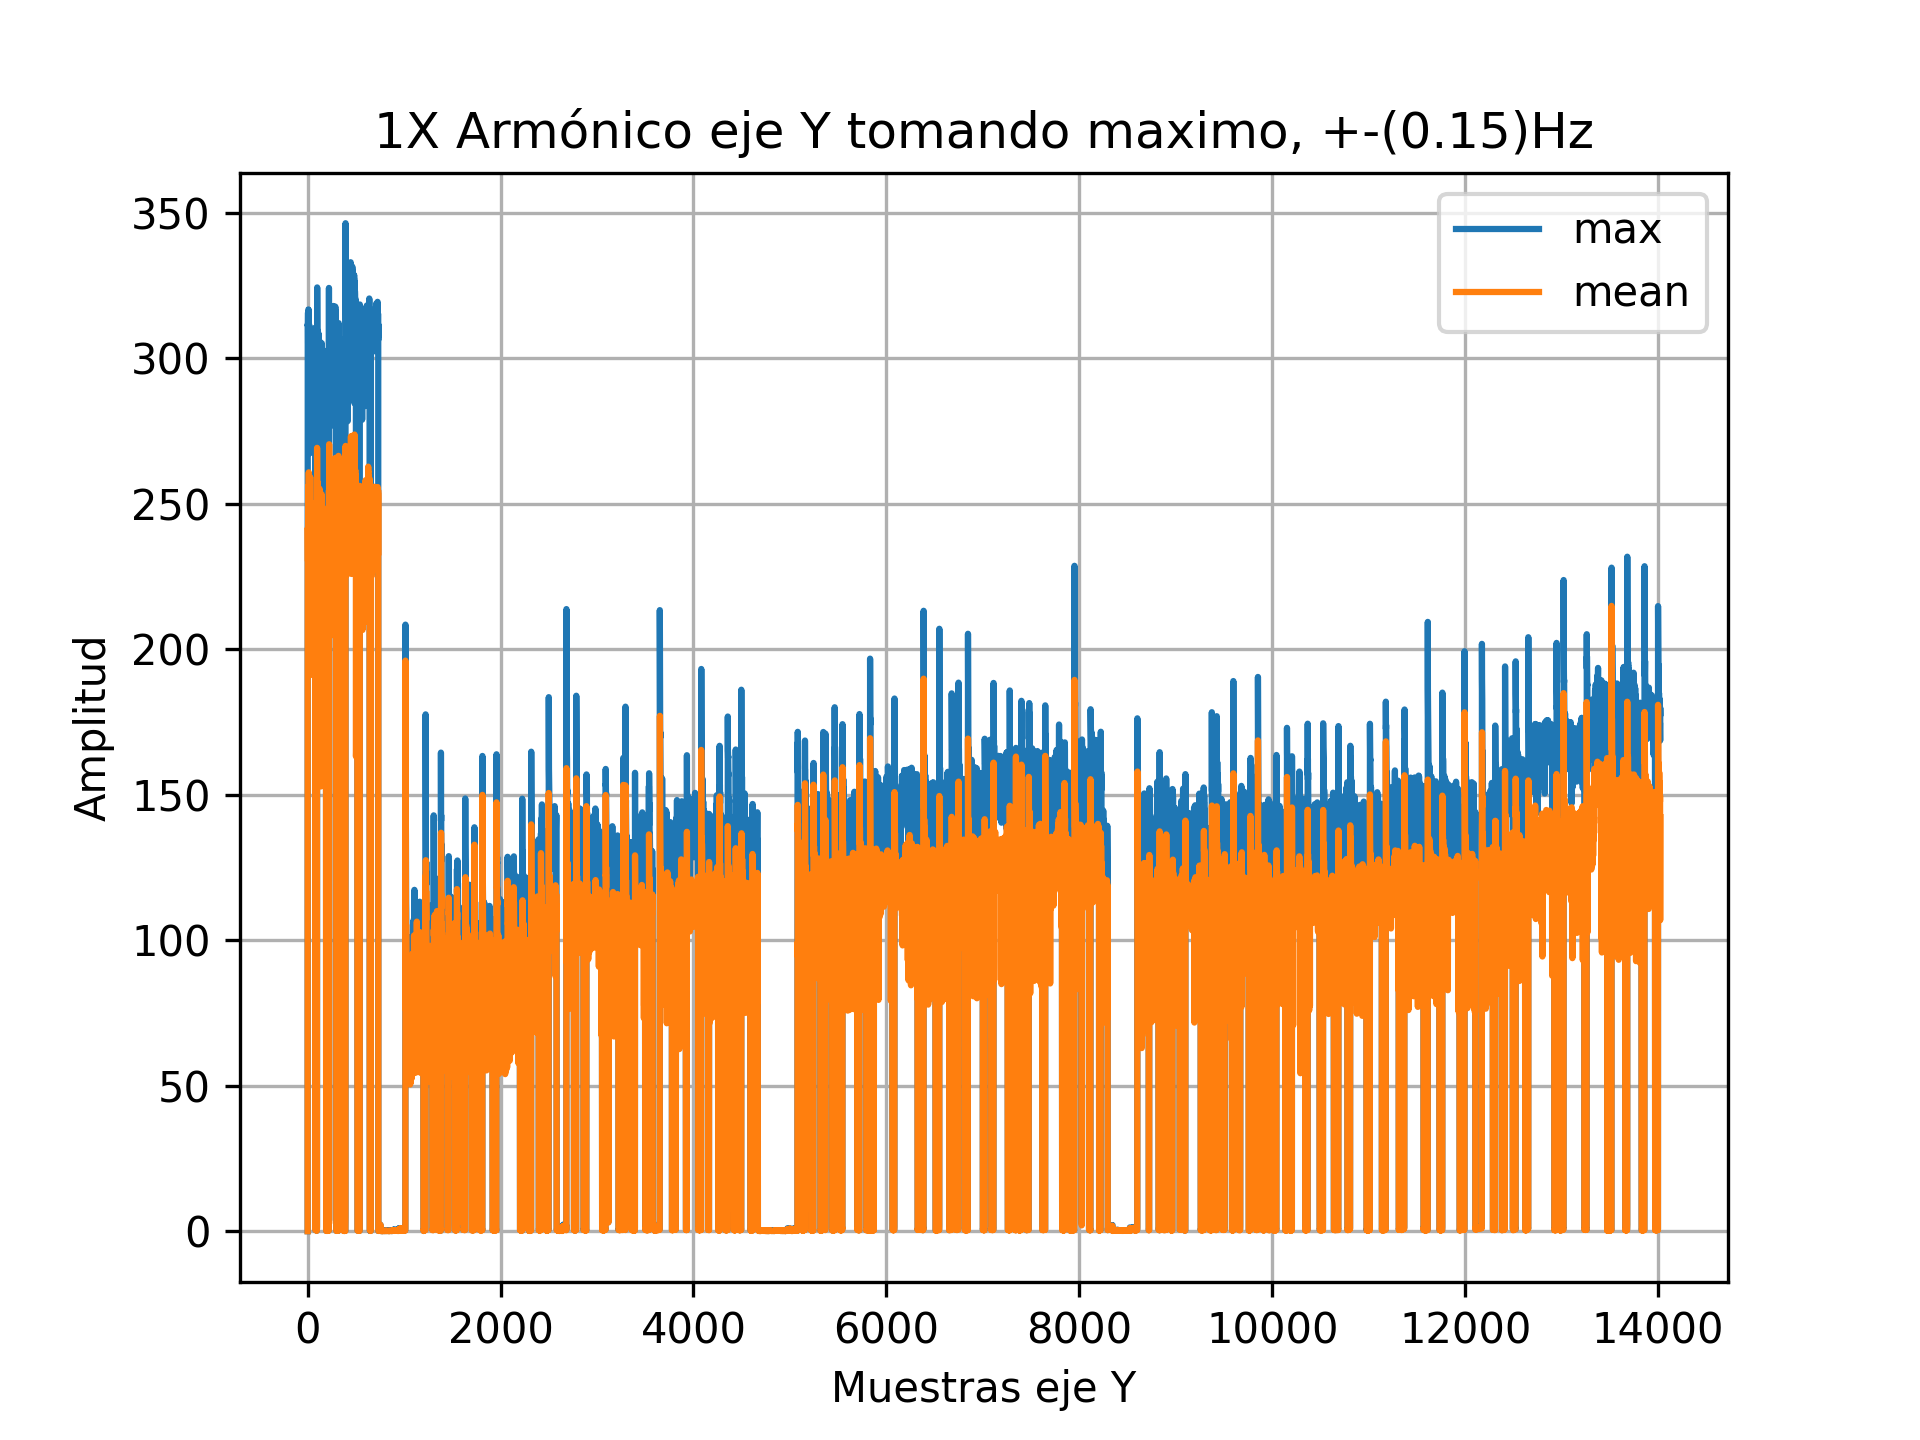 1X Armónico eje Y tomando maximo, +-(0.15)Hz
max
mean
350
300
250
200
150
100
50
0
Amplitud
0 2000 4000 6000 8000 10000 12000 14000
Muestras eje Y